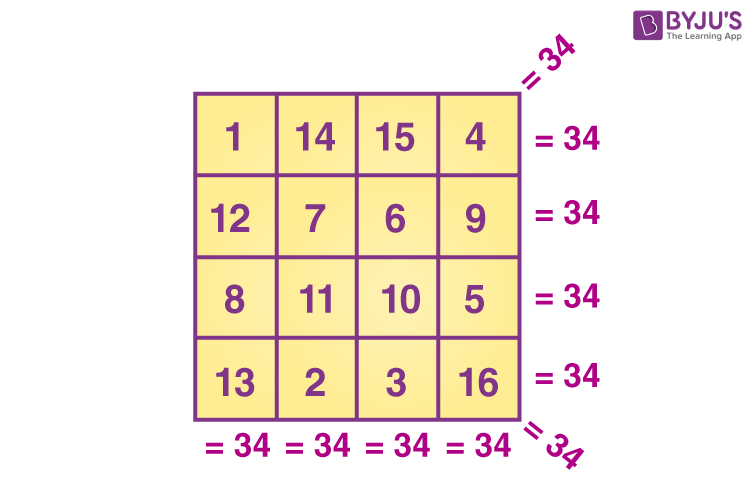 BYJU'S
The Learning App
= 34
1 14 15 4 = 34
12 7 6 9 = 34
8 11 10 5 = 34
13 2 3 16 = 34
= 34 = 34 = 34 = 34 = 34